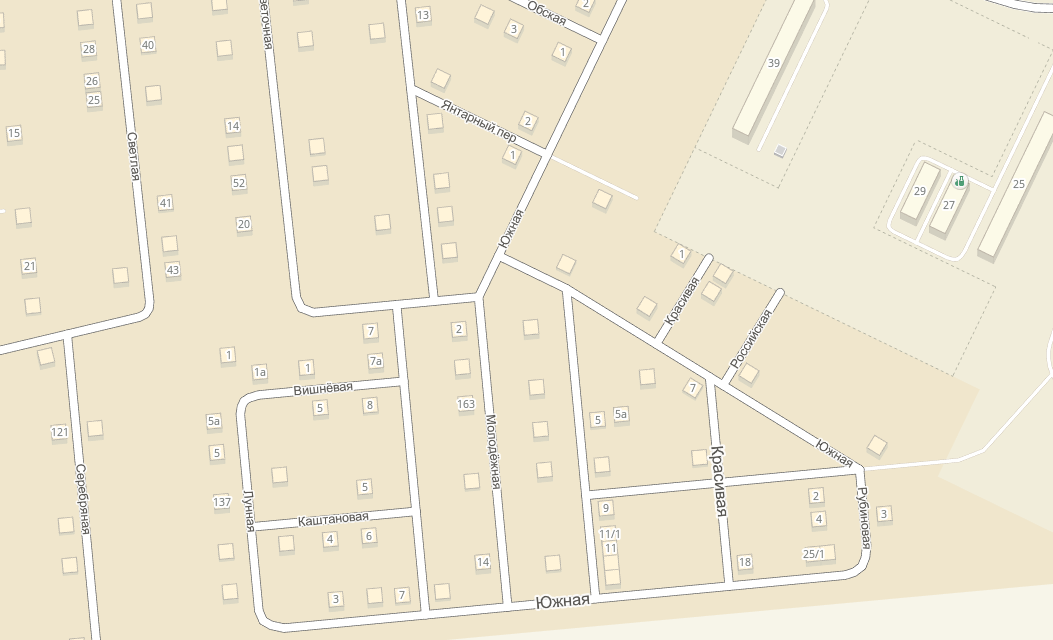 13
Обская
2
28
40
веточная
3
1
39
26
25
Янтарный пер
2
14
15
1
Светлая
52
29
27
25
41
20
Южная
1
21
43
Красивая
Российская
7
2
1
1а
1
7а
Вишнёвая
7
5
8
163
5а
5
5а
121
5
Молодёжная
Южная
Красивая
Серебряная
137
Лунная
5
2
Рубиновая
3
9
4
Каштановая
4
6
11/1
11
25/1
14
18
3
7
Южная